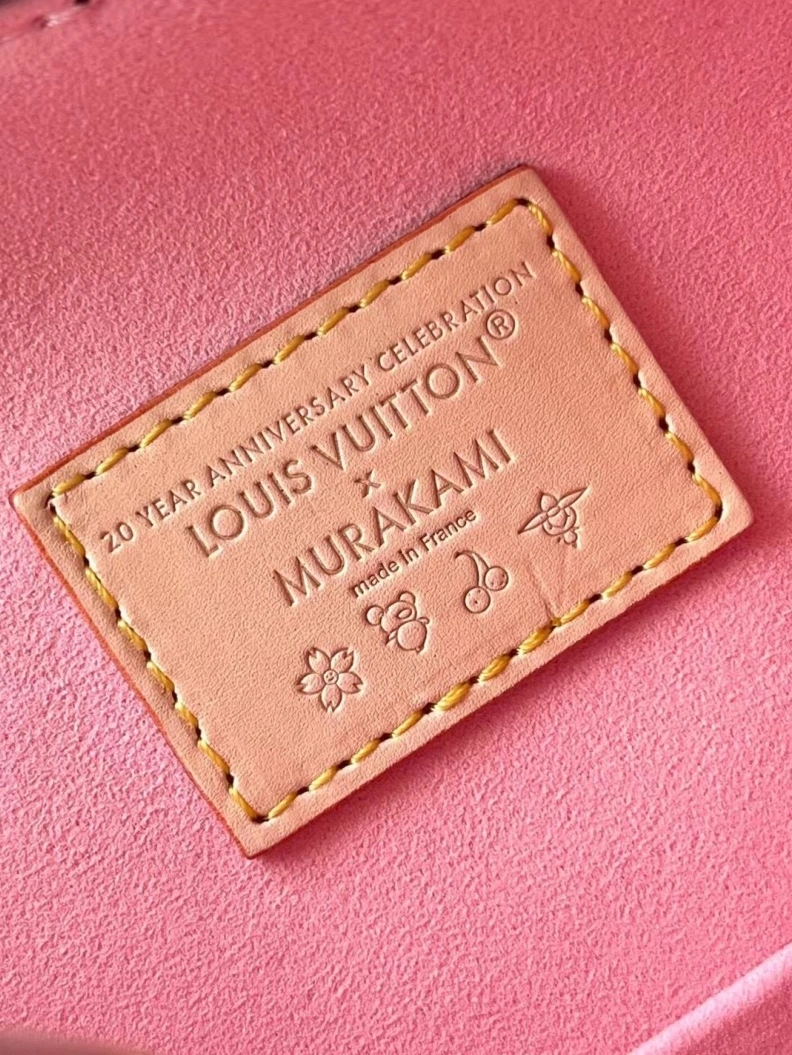 20 YEAR ANNIVERSARY CELEBRATION
LOUIS VUITTON®
x
MURAKAMI
made in France